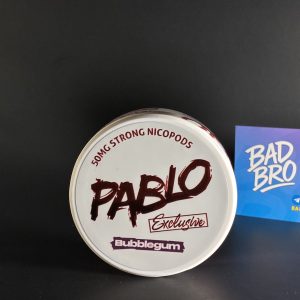 50MG STRONG NICOPODS
PABLO
Exclusive
Bubblegum
BAD
BRO